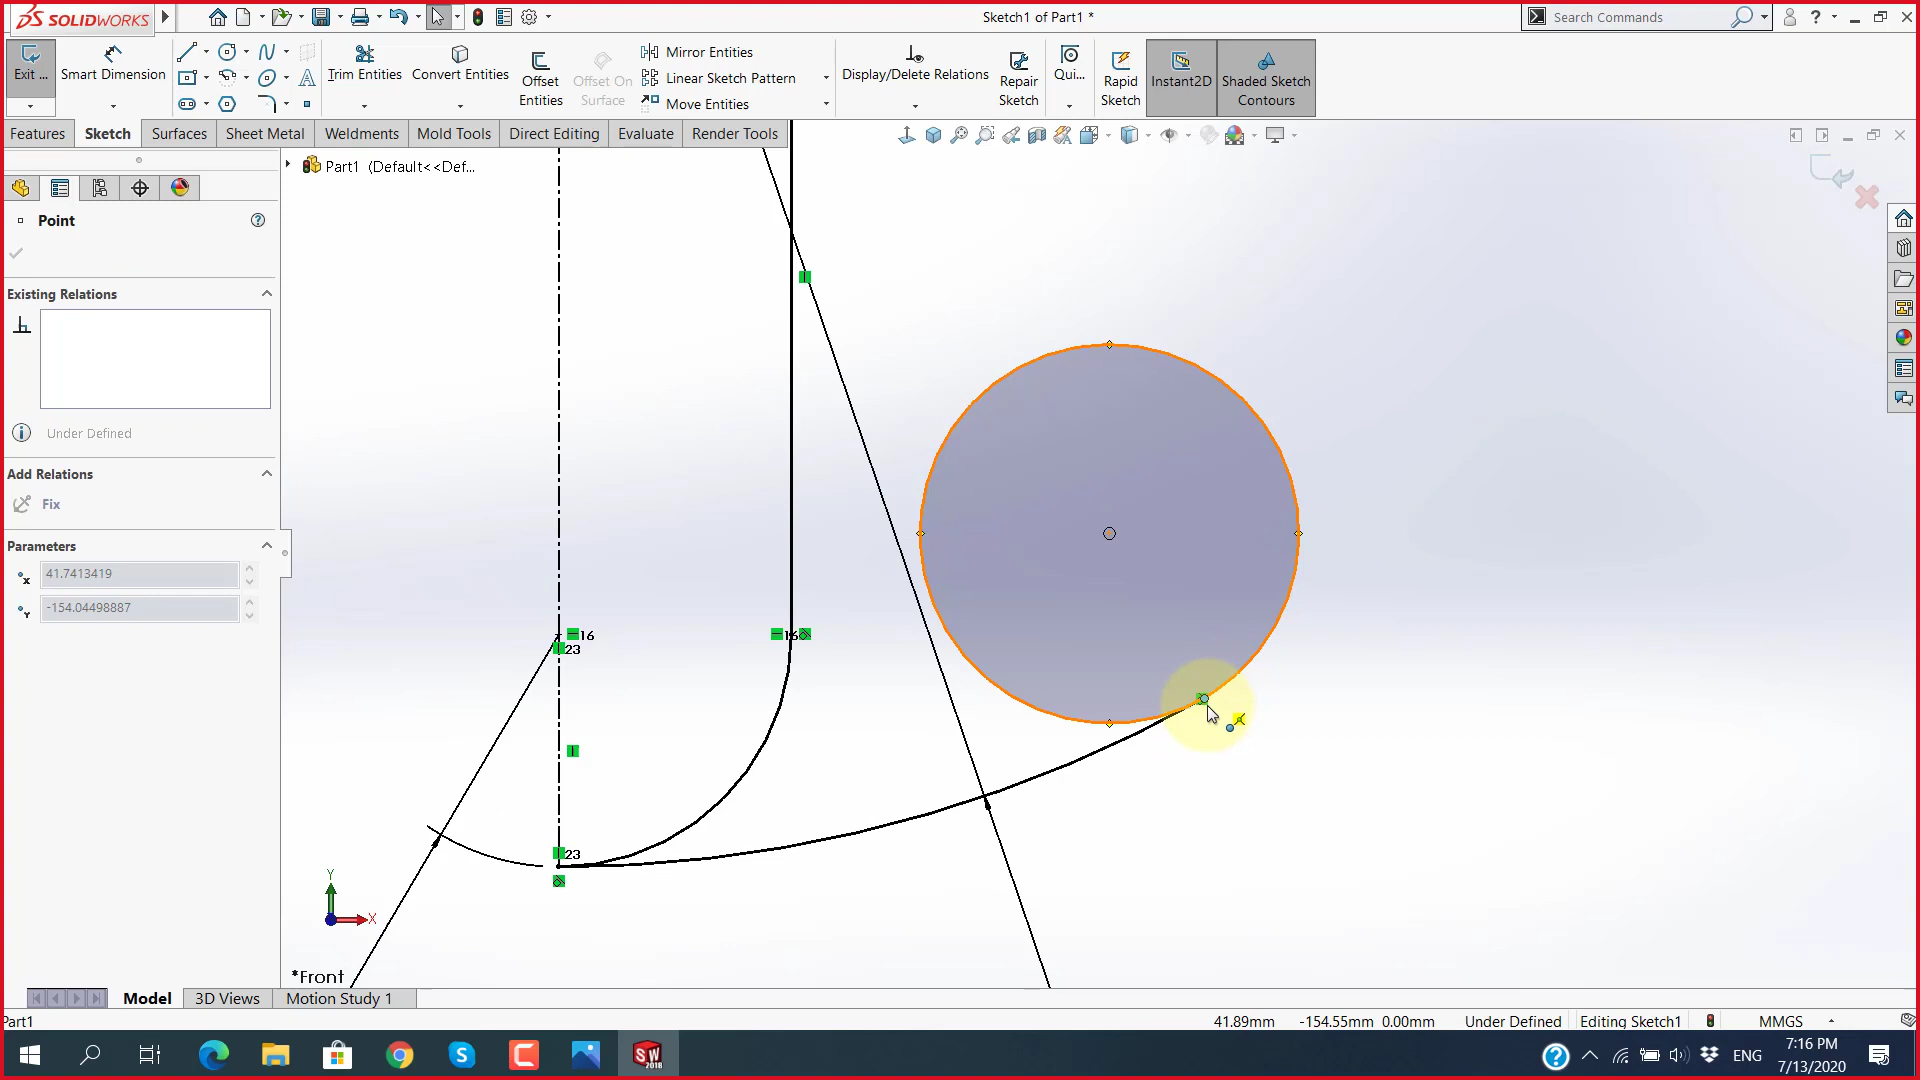 SOLIDWORKS
Sketch1 of Part1 *
Search Commands
Exit ...
Smart Dimension
Trim Entities
Convert Entities
Offset
Entities
Offset On
Surface
Mirror Entities
Linear Sketch Pattern
Move Entities
Display/Delete Relations
Repair
Sketch
Qui...
Rapid
Sketch
Instant2D
Shaded Sketch
Contours
Features
Sketch
Surfaces
Sheet Metal
Weldments
Mold Tools
Direct Editing
Evaluate
Render Tools
Part1 (Default<<Def...
Point
Existing Relations
Under Defined
Add Relations
Fix
Parameters
41.7413419
-154.04498887
16
23
16
23
Y
X
*Front
Model
3D Views
Motion Study 1
Part1
41.89mm
-154.55mm
0.00mm
Under Defined
Editing Sketch1
MMGS
SW
2018
ENG
7:16 PM
7/13/2020